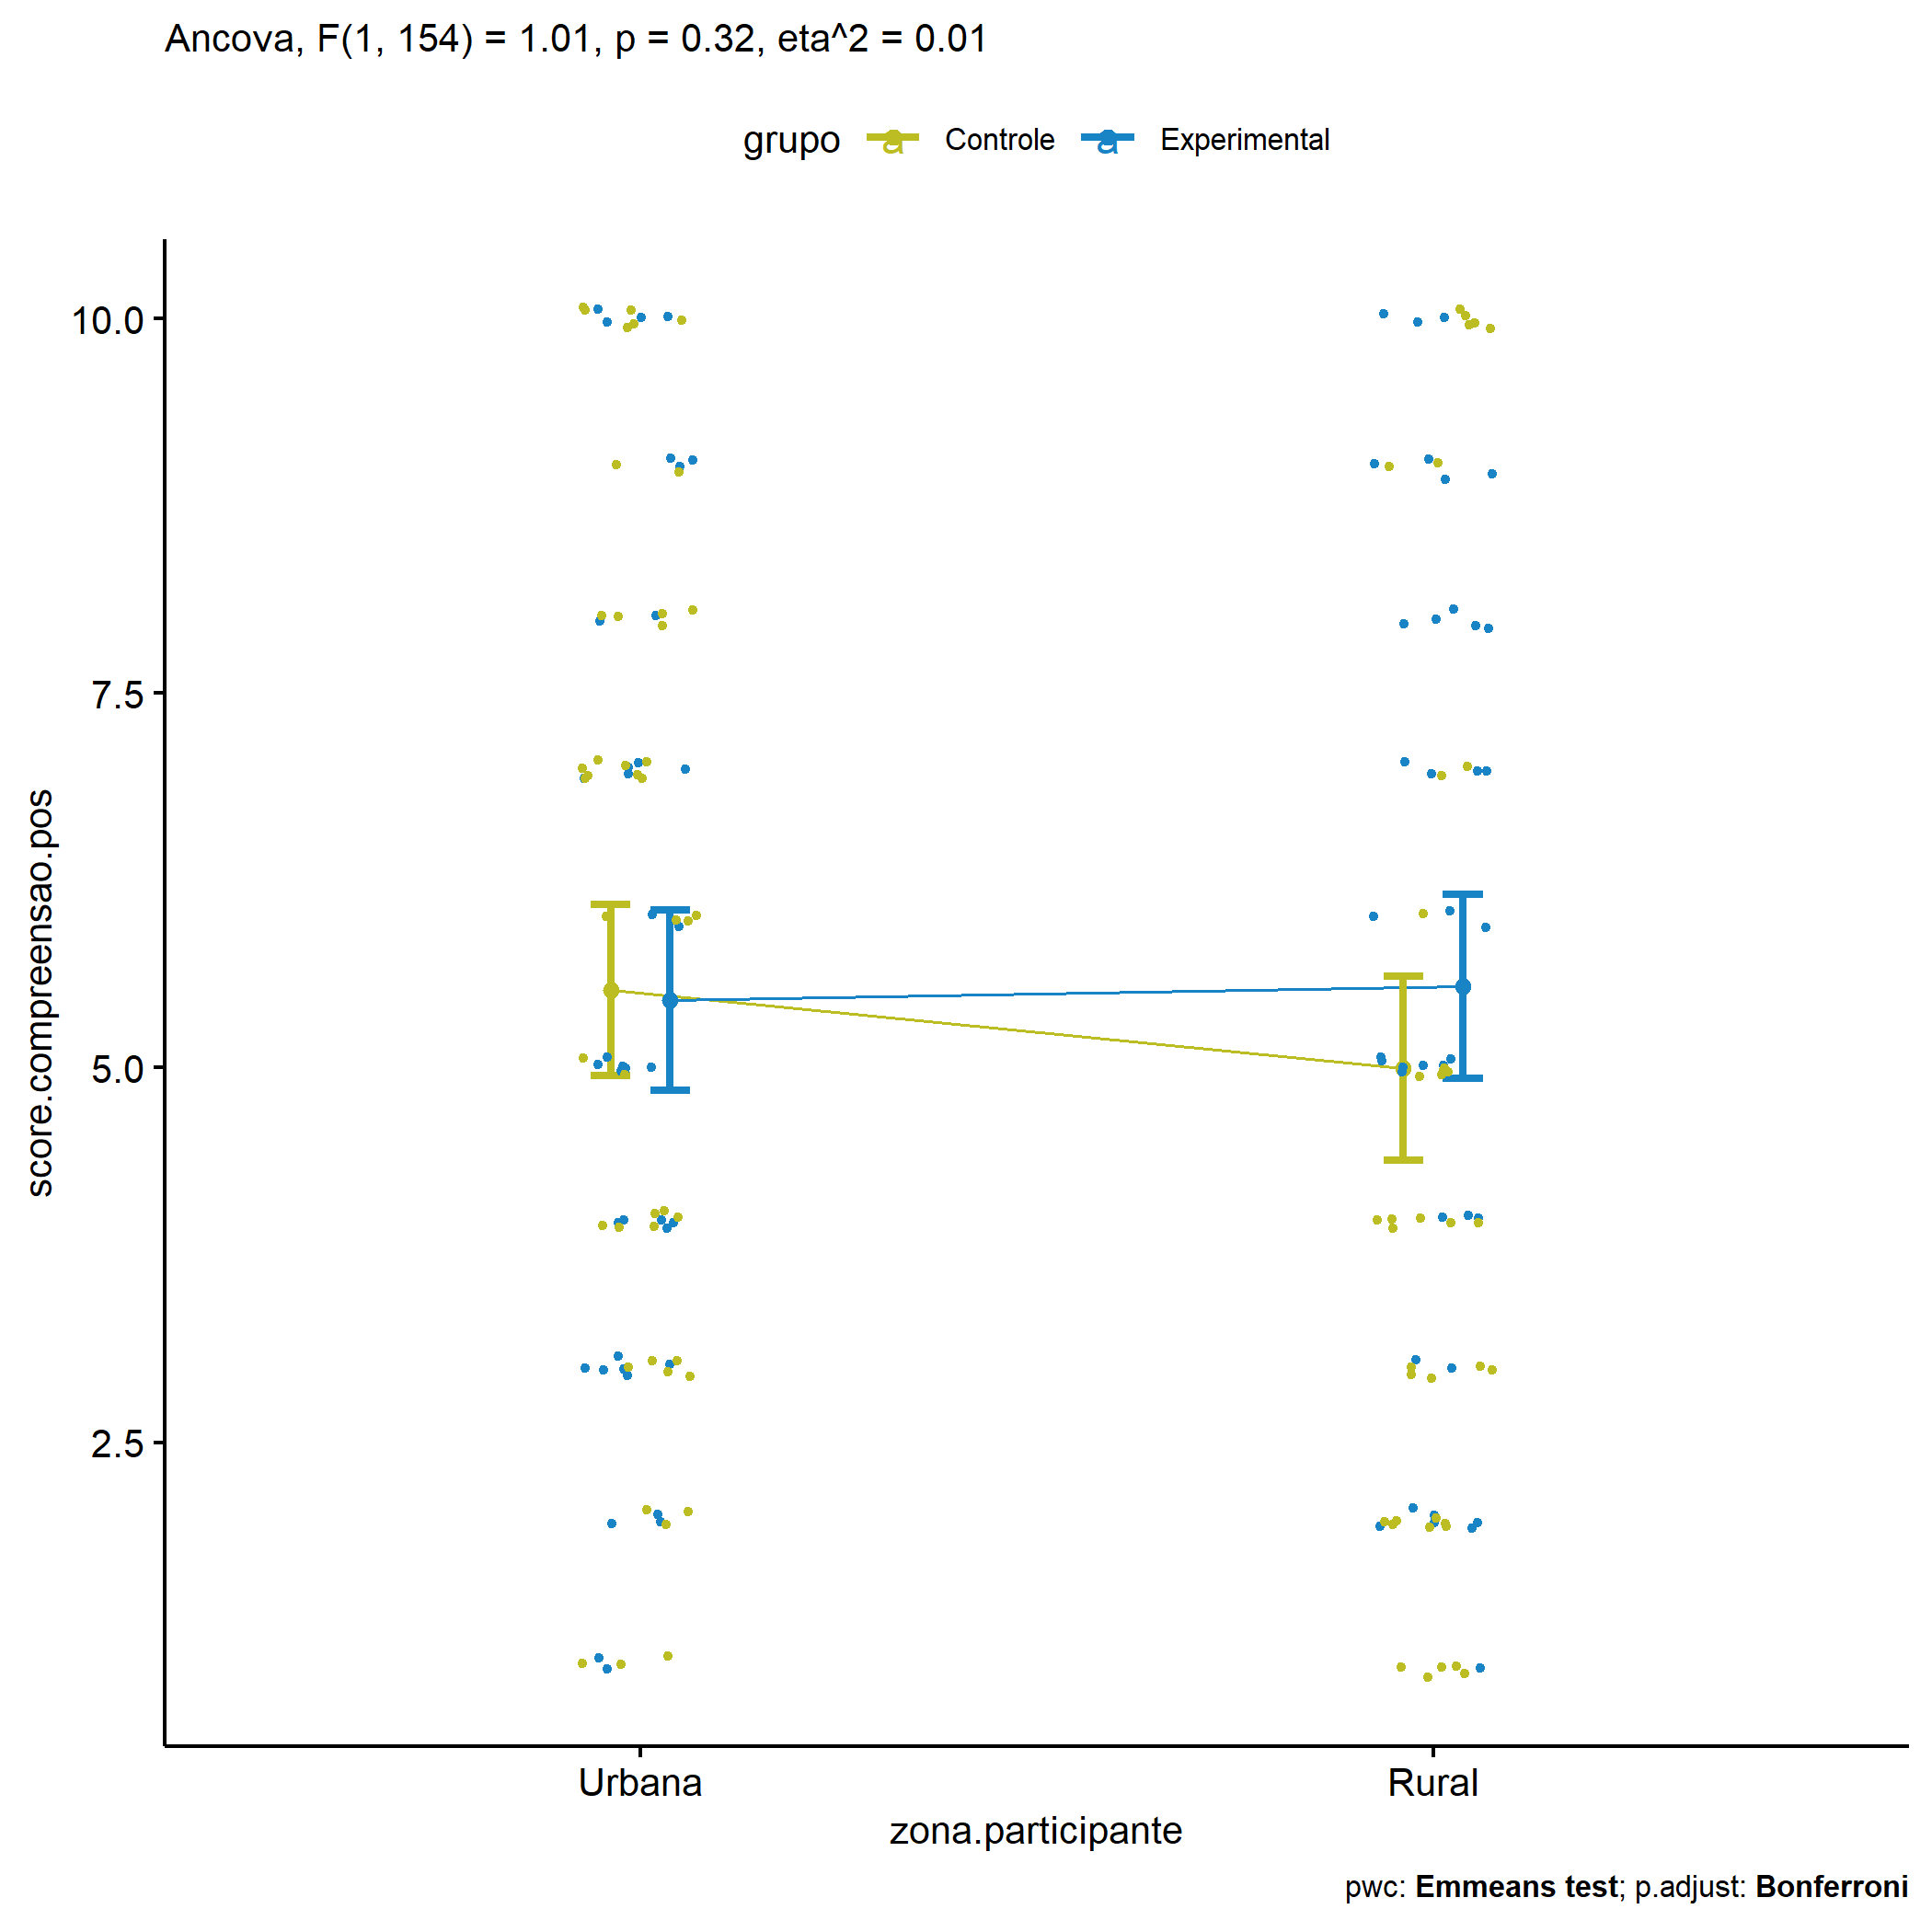 Ancova, F(1, 154) = 1.01, p = 0.32, eta^2 = 0.01
grupo a Controle a Experimental
10.0
7.5
5.0
2.5
score.compreensao.pos
Urbana Rural
zona.participante
pwc: Emmeans test; p.adjust: Bonferroni